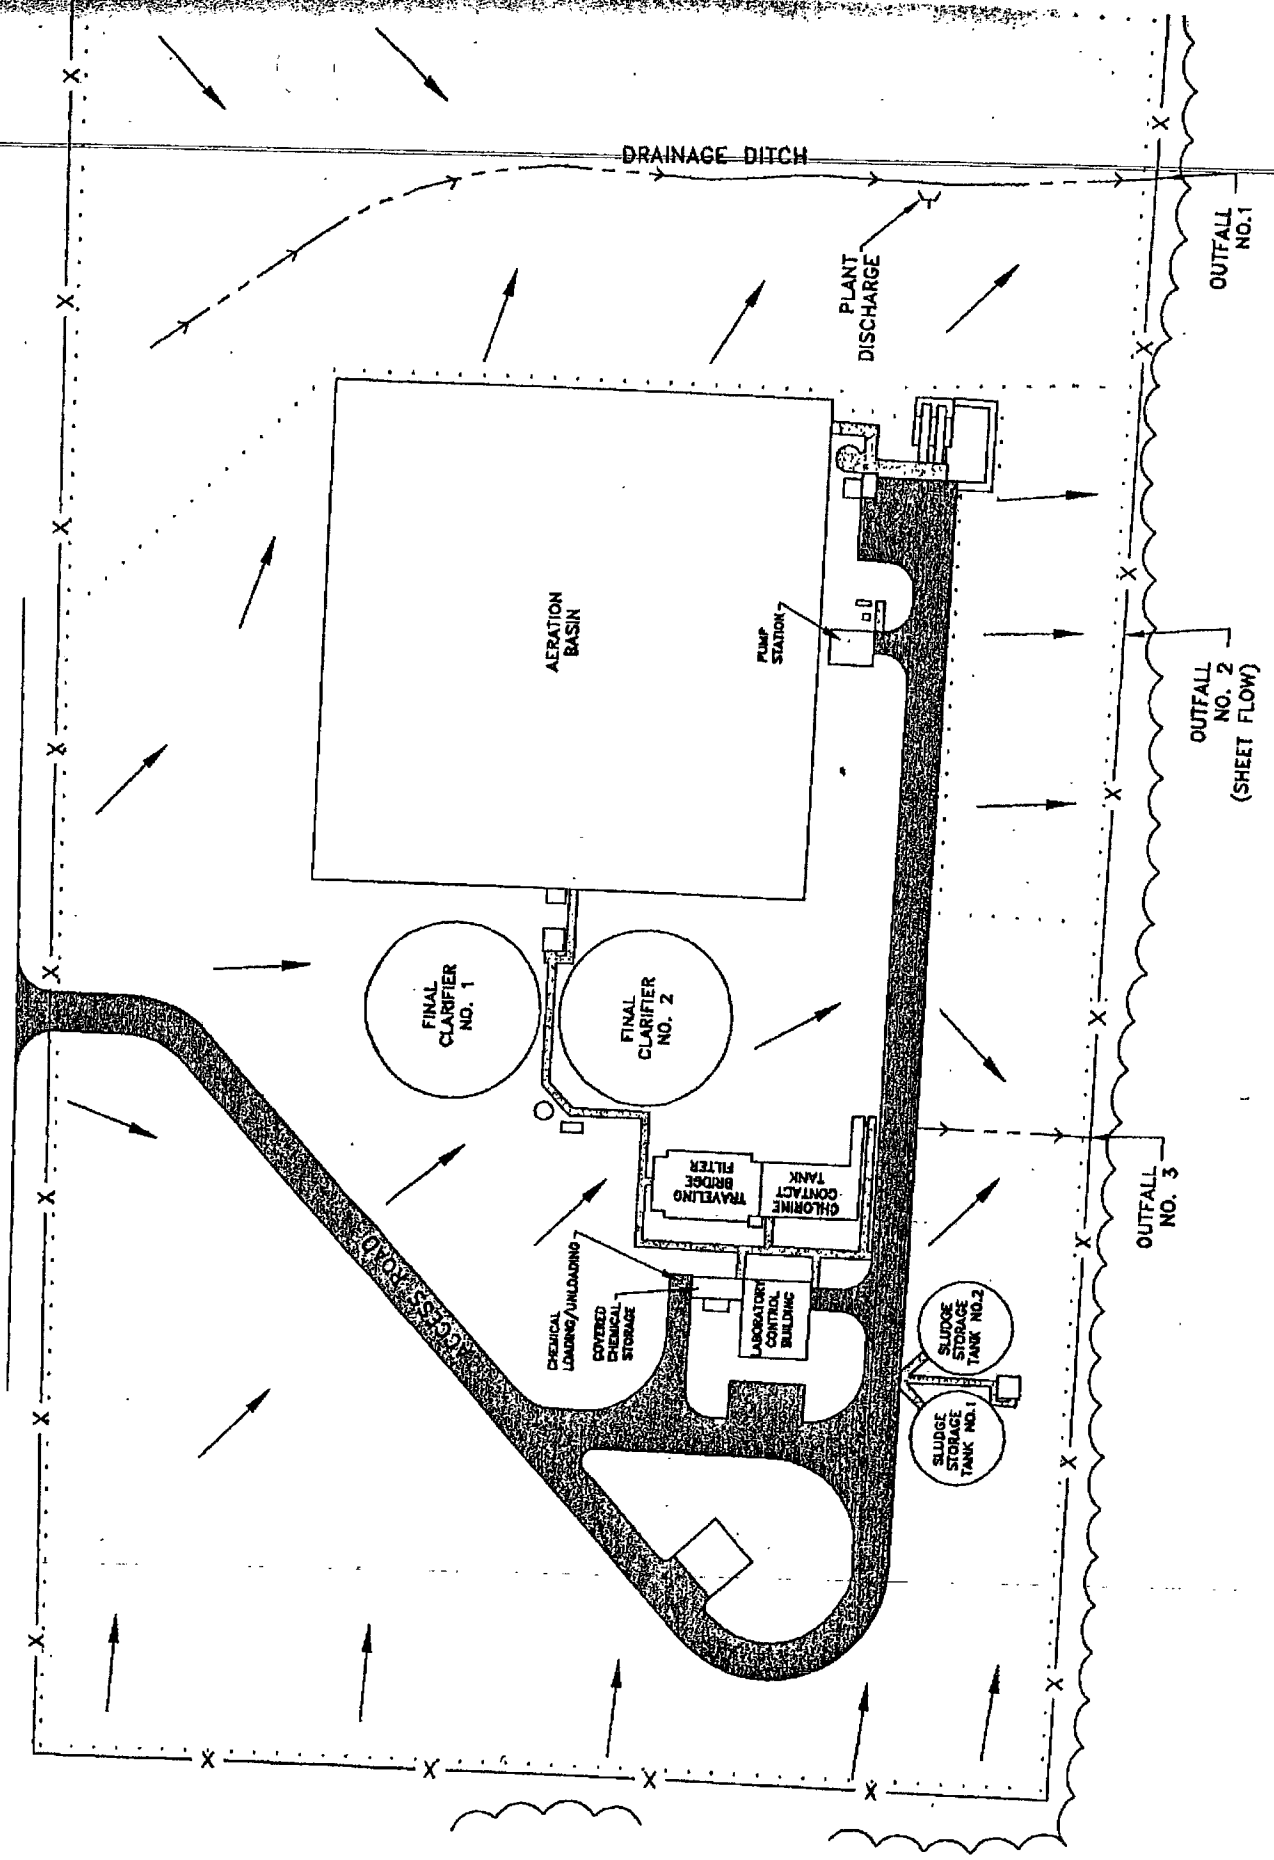 DRAINAGE DITCH
OUTFALL
NO.1
PLANT
DISCHARGE
AERATION
BASIN
PUMP
STATION
OUTFALL
NO. 2
(SHEET FLOW)
FINAL
CLARIFIER
NO. 1
FINAL
CLARIFIER
NO. 2
TRAVELING
BRIDGE
FILTER
CHLORINE
CONTACT
TANK
OUTFALL
NO. 3
ACCESS ROAD
CHEMICAL
LOADING/UNLOADING
COVERED
CHEMICAL
STORAGE
LABORATORY
CONTROL
BUILDING
SLUDGE
STORAGE
TANK NO.2
SLUDGE
STORAGE
TANK NO.1